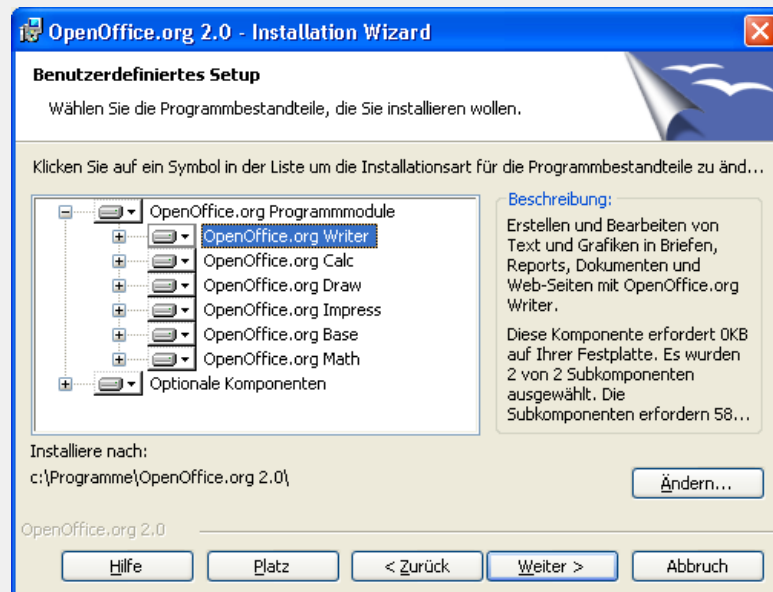 OpenOffice.org 2.0 - Installation Wizard
Benutzerdefiniertes Setup
Wählen Sie die Programmbestandteile, die Sie installieren wollen.
Klicken Sie auf ein Symbol in der Liste um die Installationsart für die Programmbestandteile zu änd...
OpenOffice.org Programmmodule
OpenOffice.org Writer
OpenOffice.org Calc
OpenOffice.org Draw
OpenOffice.org Impress
OpenOffice.org Base
OpenOffice.org Math
Optionale Komponenten
Beschreibung:
Erstellen und Bearbeiten von
Text und Grafiken in Briefen,
Reports, Dokumenten und
Web-Seiten mit OpenOffice.org
Writer.
Diese Komponente erfordert 0KB
auf Ihrer Festplatte. Es wurden
2 von 2 Subkomponenten
ausgewählt. Die
Subkomponenten erfordern 58...
Installiere nach:
c:\Programme\OpenOffice.org 2.0\
Ändern...
OpenOffice.org 2.0
Hilfe
Platz
< Zurück
Weiter >
Abbruch